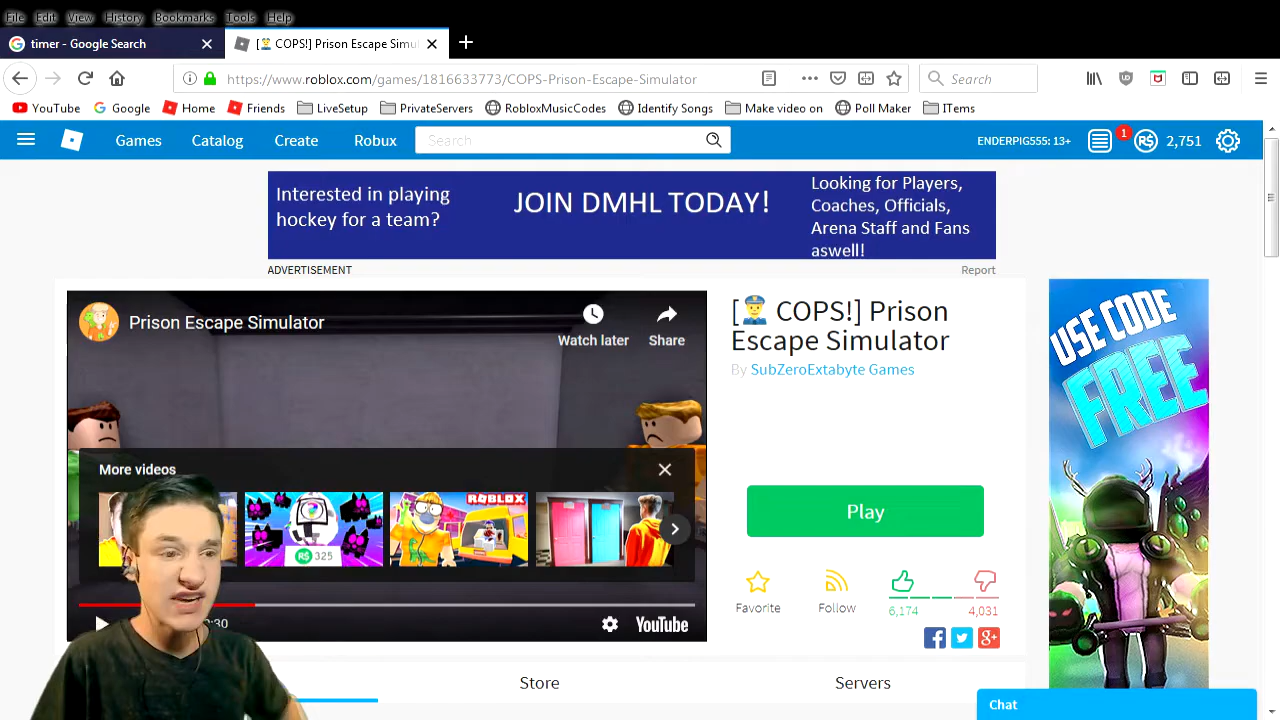 File Edit View History Bookmarks Tools Help
timer - Google Search
[👮 COPS!] Prison Escape Simul
https://www.roblox.com/games/1816633773/COPS-Prison-Escape-Simulator
Search
YouTube Google Home Friends LiveSetup PrivateServers RobloxMusicCodes Identify Songs Make video on Poll Maker ITems
Games Catalog Create Robux Search ENDERPIG555: 13+ 1 R$ 2,751
Interested in playing
hockey for a team?
JOIN DMHL TODAY!
Looking for Players,
Coaches, Officials,
Arena Staff and Fans
aswell!
ADVERTISEMENT Report
Prison Escape Simulator
Watch later Share
More videos
R$ 325
ROBLOX
:30
YouTube
[👮 COPS!] Prison
Escape Simulator
By SubZeroExtabyte Games
Play
Favorite Follow 6,174 4,031
USE CODE
FREE
Store Servers
Chat